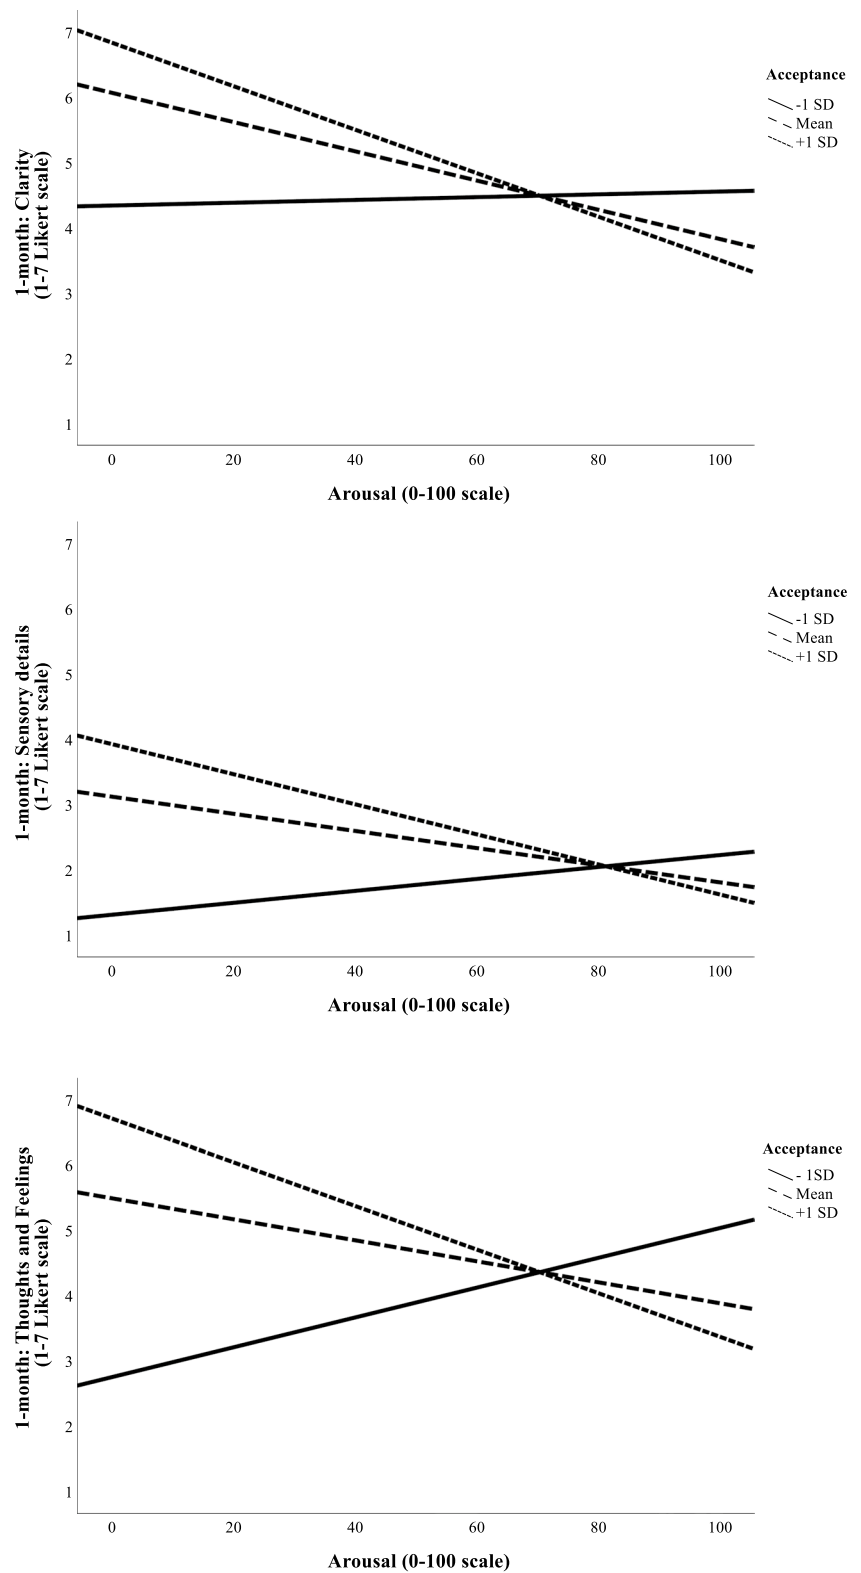 7
6
5
4
3
2
1
1-month: Clarity
(1-7 Likert scale)
0 20 40 60 80 100
Arousal (0-100 scale)
Acceptance
-1 SD
Mean
+1 SD
7
6
5
4
3
2
1
1-month: Sensory details
(1-7 Likert scale)
0 20 40 60 80 100
Arousal (0-100 scale)
Acceptance
-1 SD
Mean
+1 SD
7
6
5
4
3
2
1
1-month: Thoughts and Feelings
(1-7 Likert scale)
0 20 40 60 80 100
Arousal (0-100 scale)
Acceptance
- 1SD
Mean
+1 SD